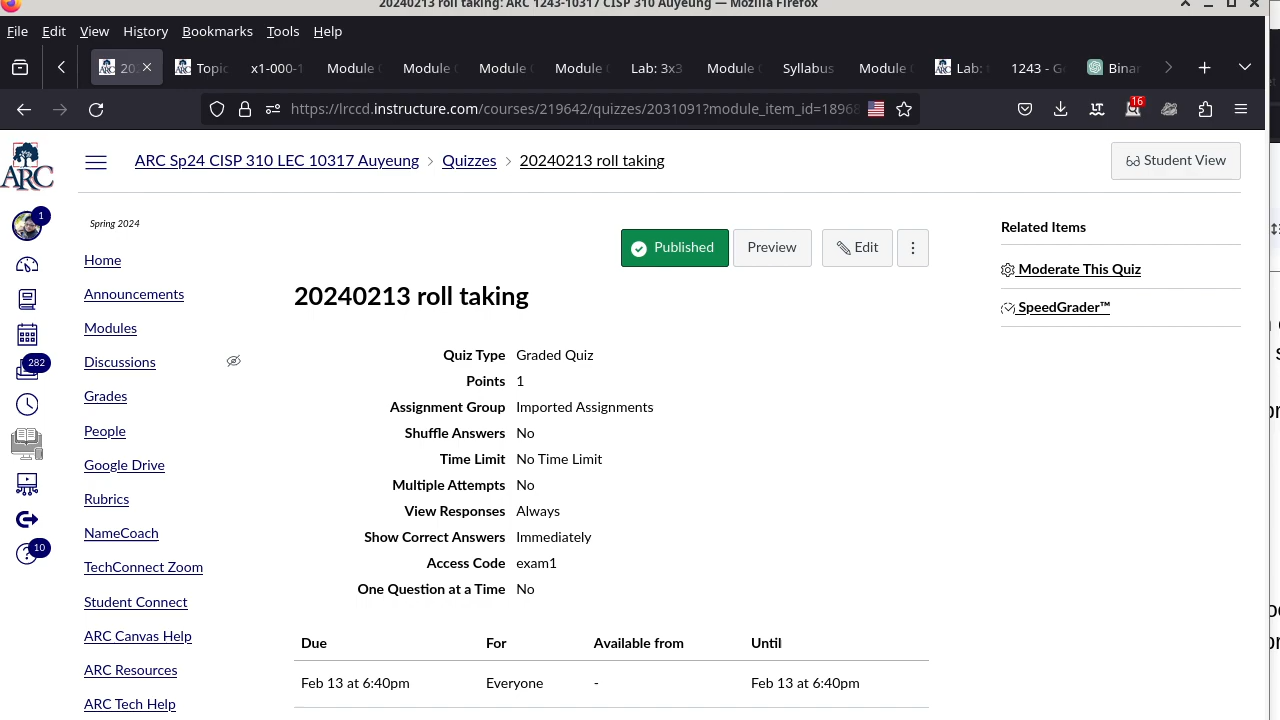 20240213 roll taking: ARC 1243-10317 CISP 310 Auyeung — Mozilla Firefox
File Edit View History Bookmarks Tools Help
20. Topic x1-000-1 Module Module Module Module Lab: 3x3 Module Syllabus Module Lab: 1243 - G Binar
https://lrccd.instructure.com/courses/219642/quizzes/2031091?module_item_id=18968 16
ARC
ARC Sp24 CISP 310 LEC 10317 Auyeung > Quizzes > 20240213 roll taking
Student View
1
Spring 2024
Published Preview Edit
Related Items
Home
Moderate This Quiz
Announcements
20240213 roll taking
SpeedGrader™
Modules
Quiz Type Graded Quiz
282
Discussions
Points 1
Grades
Assignment Group Imported Assignments
People
Shuffle Answers No
Google Drive
Time Limit No Time Limit
Multiple Attempts No
Rubrics
View Responses Always
NameCoach
Show Correct Answers Immediately
10
TechConnect Zoom
Access Code exam1
Student Connect
One Question at a Time No
ARC Canvas Help
Due For Available from Until
ARC Resources
Feb 13 at 6:40pm Everyone - Feb 13 at 6:40pm
ARC Tech Help